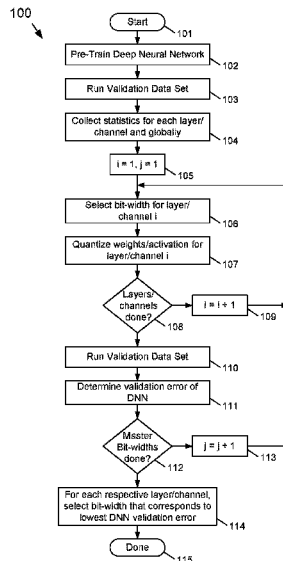 100
Start
101
Pre-Train Deep Neural Network
102
Run Validation Data Set
103
Collect statistics for each layer/
channel and globally
104
i = 1, j = 1
105
Select bit-width for layer/
channel i
106
Quantize weights/activation for
layer/channel i
107
Layers/
channels
done?
108
i = i + 1
109
Run Validation Data Set
110
Determine validation error of
DNN
111
Master
Bit-widths
done?
112
j = j + 1
113
For each respective layer/channel,
select bit-width that corresponds to
lowest DNN validation error
114
Done
115